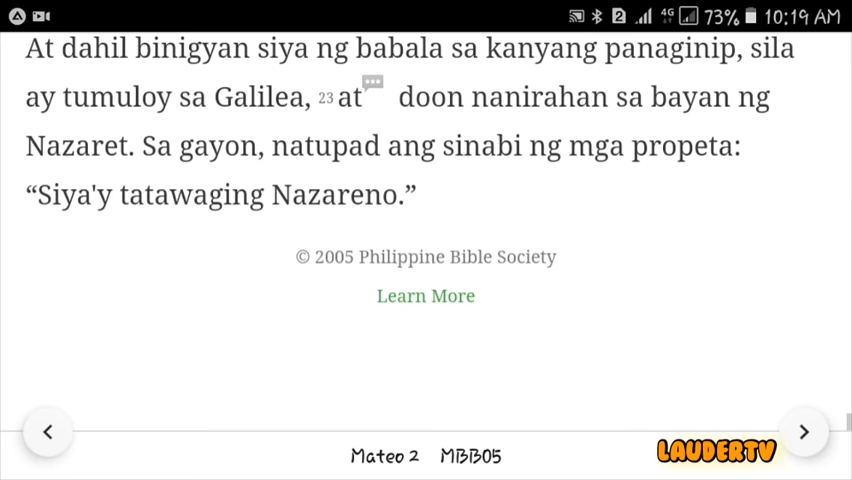 2 4G 73% 10:19 AM
At dahil binigyan siya ng babala sa kanyang panaginip, sila
ay tumuloy sa Galilea, 23 at doon nanirahan sa bayan ng
Nazaret. Sa gayon, natupad ang sinabi ng mga propeta:
“Siya'y tatawaging Nazareno.”
© 2005 Philippine Bible Society
Learn More
Mateo 2 MBB05
LAUDERTV